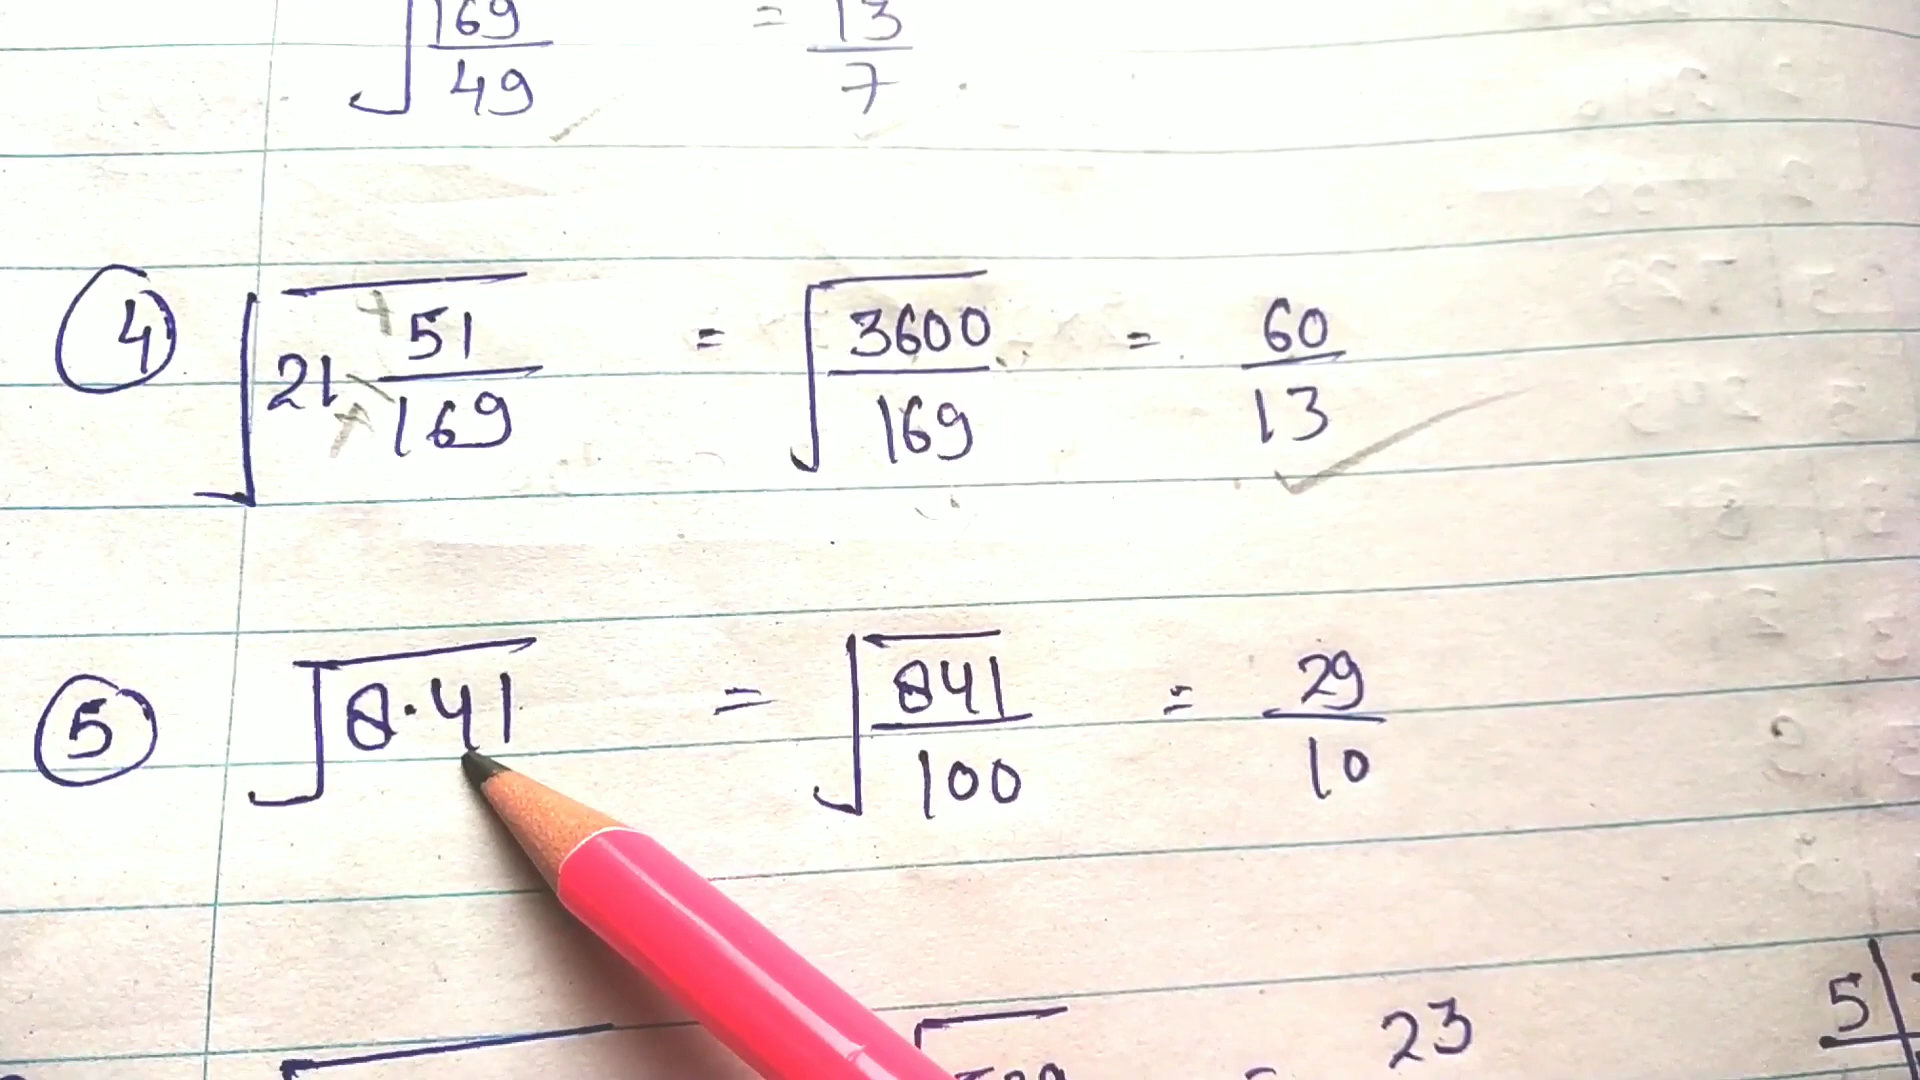 √169/49 = 13/7
④ √21 51/169 = √3600/169 = 60/13
⑤ √8·41 = √841/100 = 29/10
= 23
5